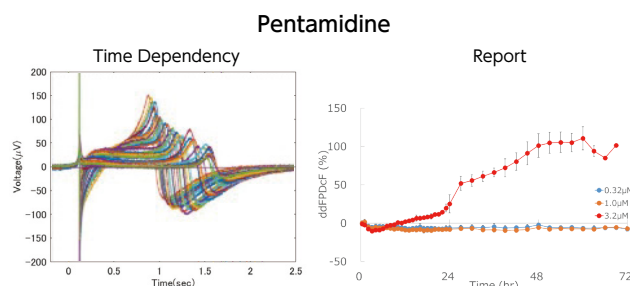 Pentamidine
Time Dependency
Report
Voltage(μV)
200
150
100
50
0
-50
-100
-150
-200
0
0.5
1
1.5
2
2.5
Time(sec)
ddFPDcF (%)
150
100
50
0
-50
0
24
48
72
Time (hr)
0.32μM
1.0μM
3.2μM